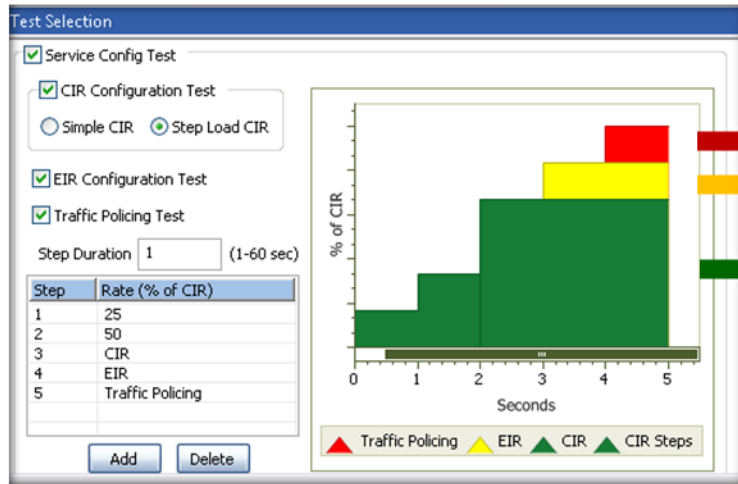 Test Selection
Service Config Test
CIR Configuration Test
Simple CIR Step Load CIR
EIR Configuration Test
Traffic Policing Test
Step Duration 1 (1-60 sec)
Step Rate (% of CIR)
1 25
2 50
3 CIR
4 EIR
5 Traffic Policing
Add Delete
% of CIR
0 1 2 3 4 5
Seconds
Traffic Policing EIR CIR CIR Steps